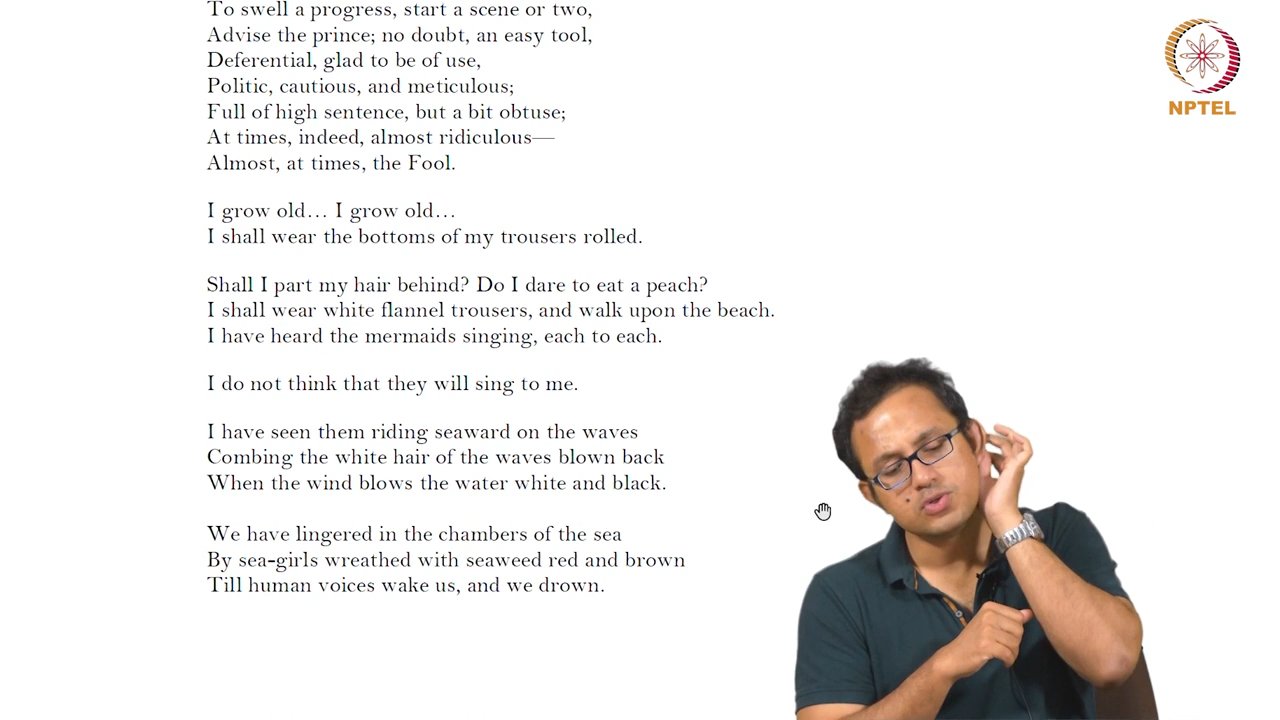 To swell a progress, start a scene or two,
Advise the prince; no doubt, an easy tool,
Deferential, glad to be of use,
Politic, cautious, and meticulous;
Full of high sentence, but a bit obtuse;
At times, indeed, almost ridiculous—
Almost, at times, the Fool.
I grow old… I grow old…
I shall wear the bottoms of my trousers rolled.
Shall I part my hair behind? Do I dare to eat a peach?
I shall wear white flannel trousers, and walk upon the beach.
I have heard the mermaids singing, each to each.
I do not think that they will sing to me.
I have seen them riding seaward on the waves
Combing the white hair of the waves blown back
When the wind blows the water white and black.
We have lingered in the chambers of the sea
By sea-girls wreathed with seaweed red and brown
Till human voices wake us, and we drown.
NPTEL